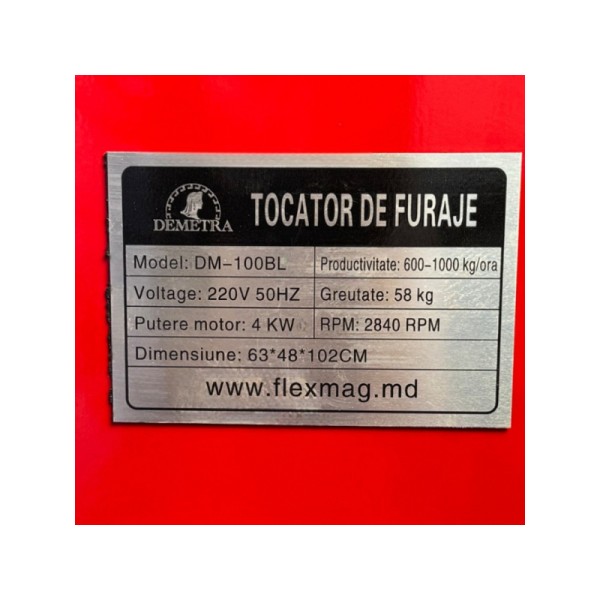 DEMETRA
TOCATOR DE FURAJE
Model: DM-100BL
Productivitate: 600-1000 kg/ora
Voltage: 220V 50HZ
Greutate: 58 kg
Putere motor: 4 KW
RPM: 2840 RPM
Dimensiune: 63*48*102CM
www.flexmag.md